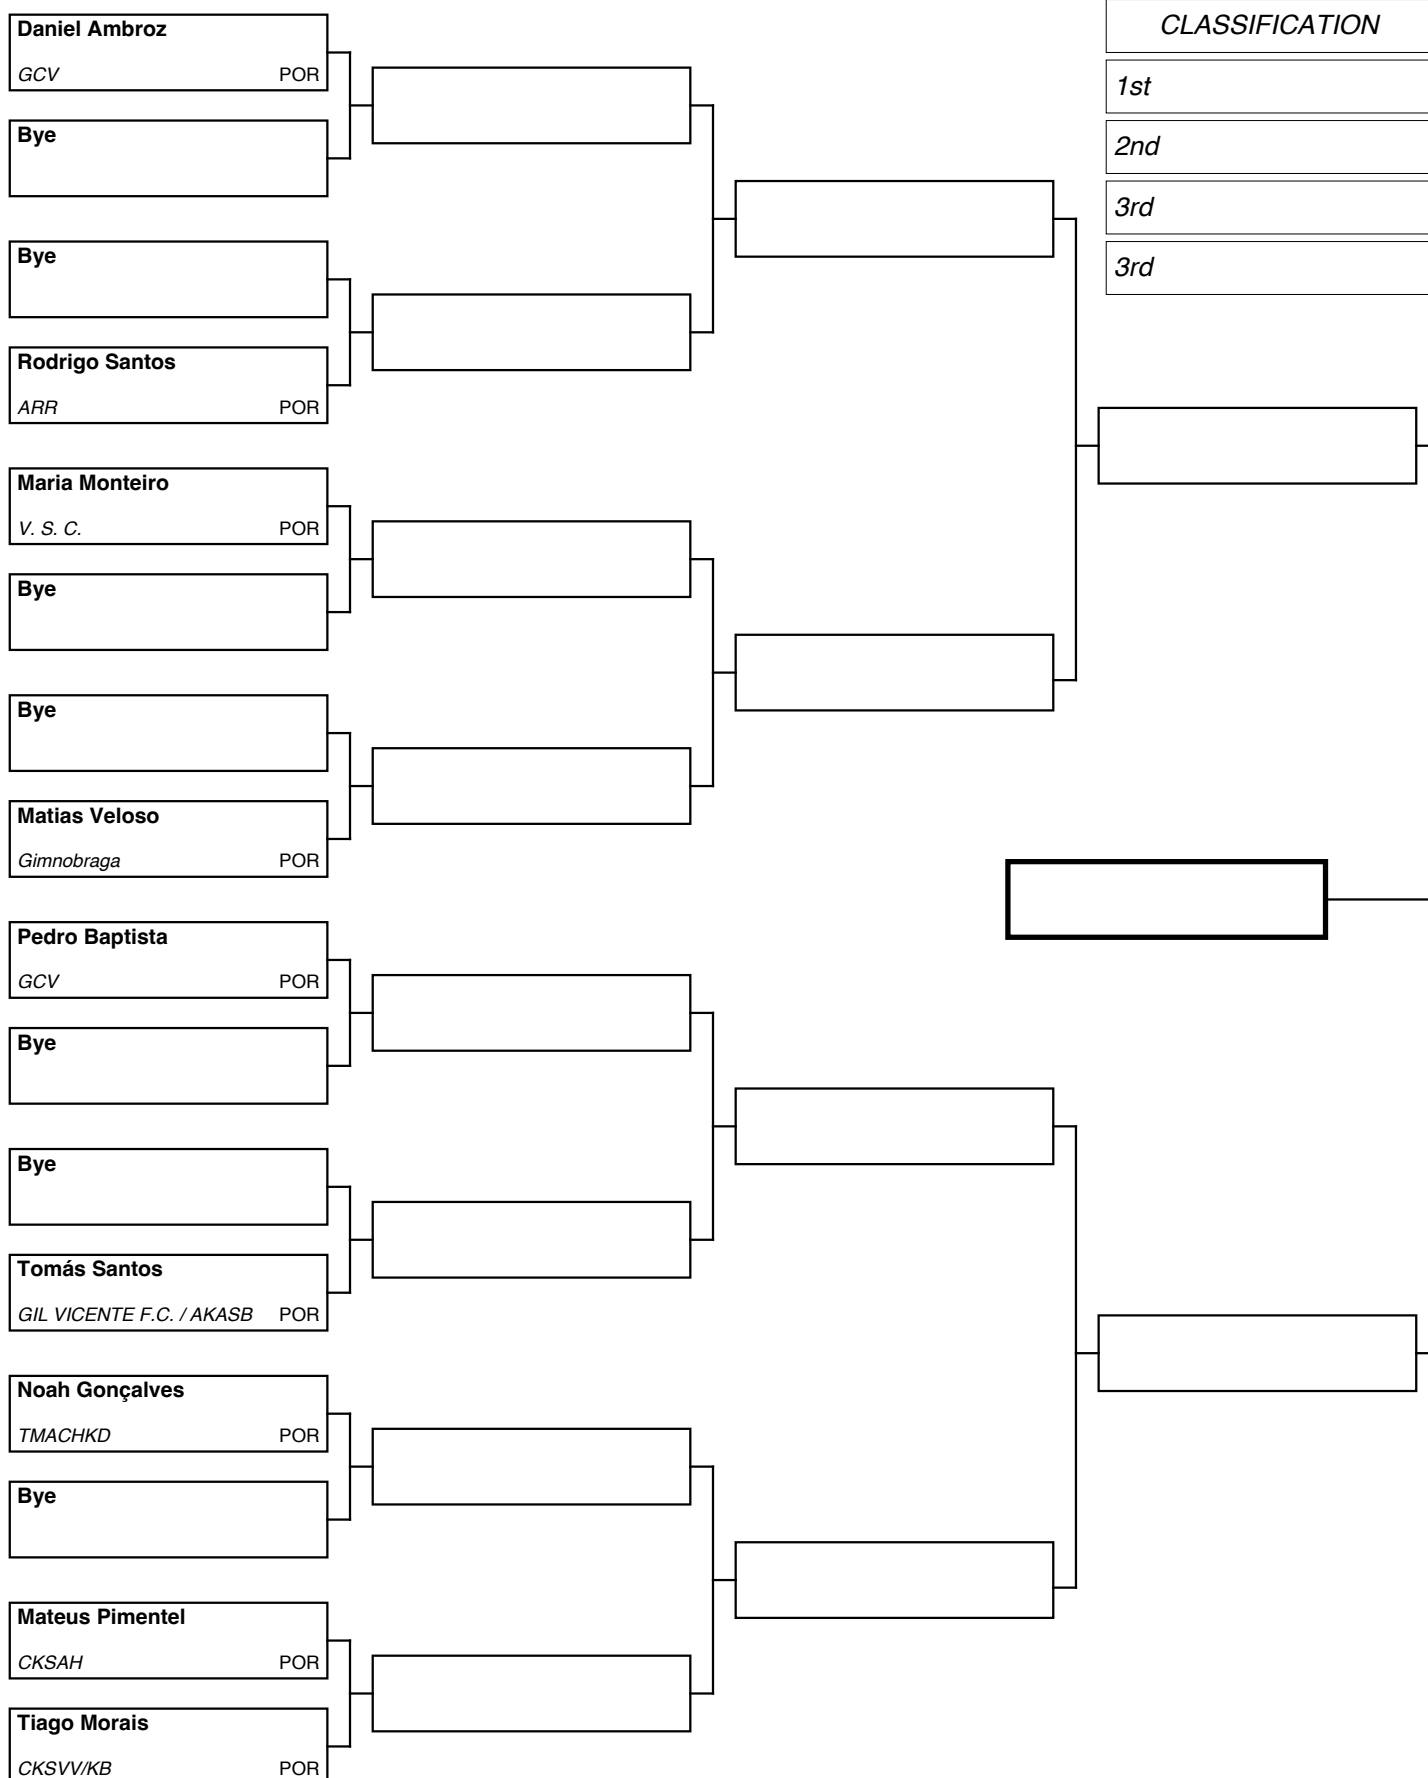 Daniel Ambroz
GCV POR
Bye
Bye
Rodrigo Santos
ARR POR
Maria Monteiro
V. S. C. POR
Bye
Bye
Matias Veloso
Gimnobraga POR
Pedro Baptista
GCV POR
Bye
Bye
Tomás Santos
GIL VICENTE F.C. / AKASB POR
Noah Gonçalves
TMACHKD POR
Bye
Mateus Pimentel
CKSAH POR
Tiago Morais
CKSVV/KB POR
CLASSIFICATION
1st
2nd
3rd
3rd